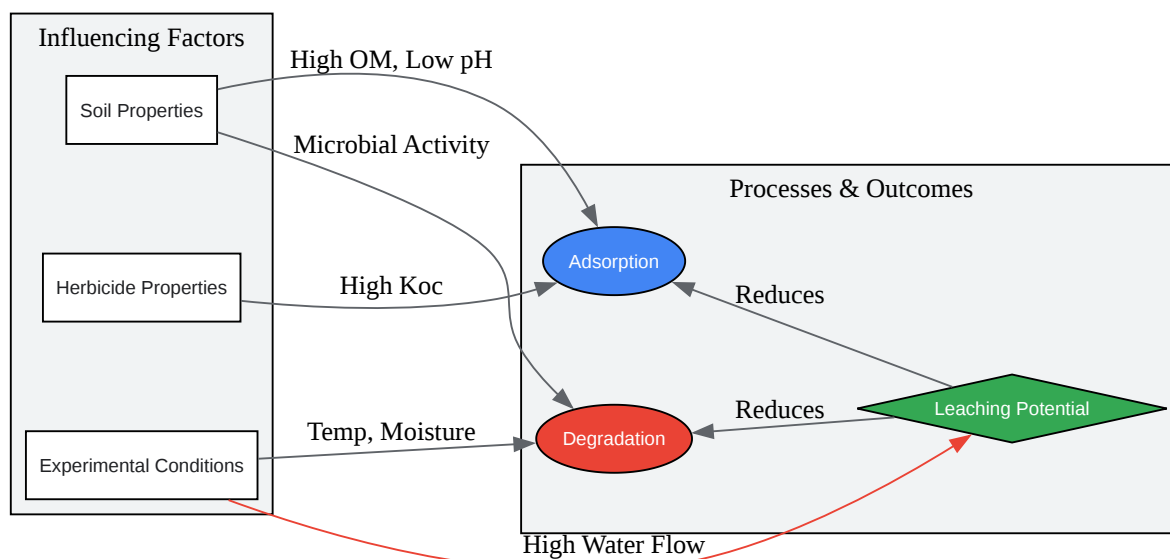 Influencing Factors
Soil Properties
Herbicide Properties
Experimental Conditions
High OM, Low pH
Microbial Activity
High Koc
Temp, Moisture
High Water Flow
Processes & Outcomes
Adsorption
Degradation
Reduces
Reduces
Leaching Potential